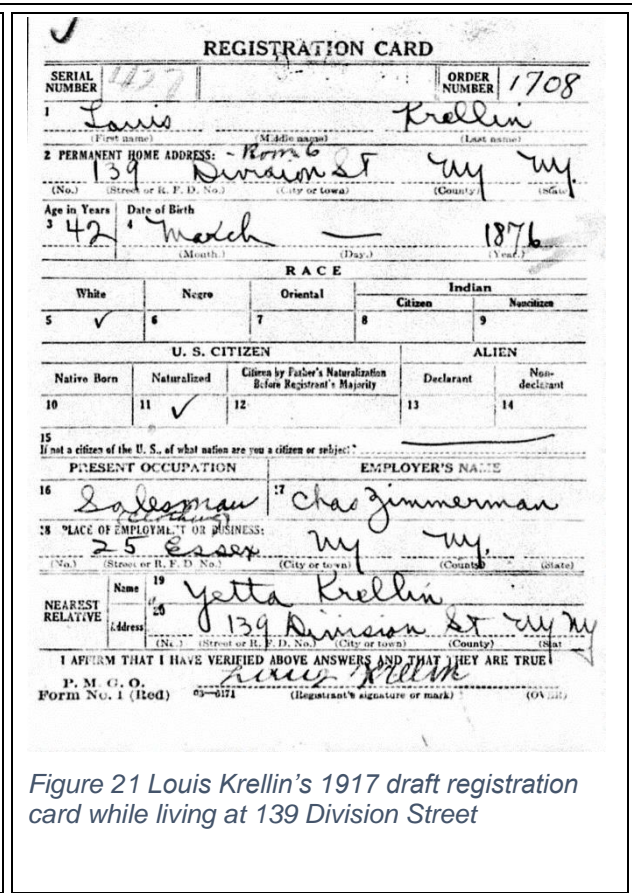 REGISTRATION CARD
SERIAL NUMBER 1427 ORDER NUMBER 1708
1 Louis Krellin
(First name) (Middle name) (Last name)
2 PERMANENT HOME ADDRESS: - Room 6
139 Division St Ny Ny.
(No.) (Street or R. F. D. No.) (City or town) (County) (State)
Age in Years Date of Birth
3 42 4 March — 1876
(Month.) (Day.) (Year.)
RACE
White Negro Oriental Indian
Citizen Noncitizen
5 ✓ 6 7 8 9
U. S. CITIZEN ALIEN
Native Born Naturalized Citizen by Father's Naturalization Before Registrant's Majority Declarant Non-declarant
10 11 ✓ 12 13 14
15
If not a citizen of the U. S., of what nation are you a citizen or subject?
PRESENT OCCUPATION EMPLOYER'S NAME
16 Salesman 17 Chas Zimmerman
(Clothing)
18 PLACE OF EMPLOYMENT OR BUSINESS:
25 Essex Ny Ny.
(No.) (Street or R. F. D. No.) (City or town) (County) (State)
NEAREST RELATIVE
Name 19 Yetta Krellin
Address 20 139 Division St Ny Ny
(No.) (Street or R. F. D. No.) (City or town) (County) (State)
I AFFIRM THAT I HAVE VERIFIED ABOVE ANSWERS AND THAT THEY ARE TRUE
P. M. G. O.
Form No. 1 (Red) 03—6171 Louis Krellin
(Registrant's signature or mark) (OVER)
Figure 21 Louis Krellin's 1917 draft registration
card while living at 139 Division Street